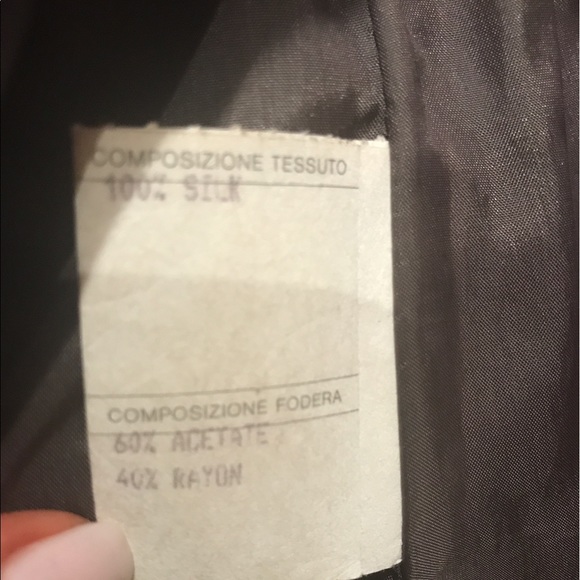 COMPOSIZIONE TESSUTO
100% SILK
COMPOSIZIONE FODERA
60% ACETATE
40% RAYON